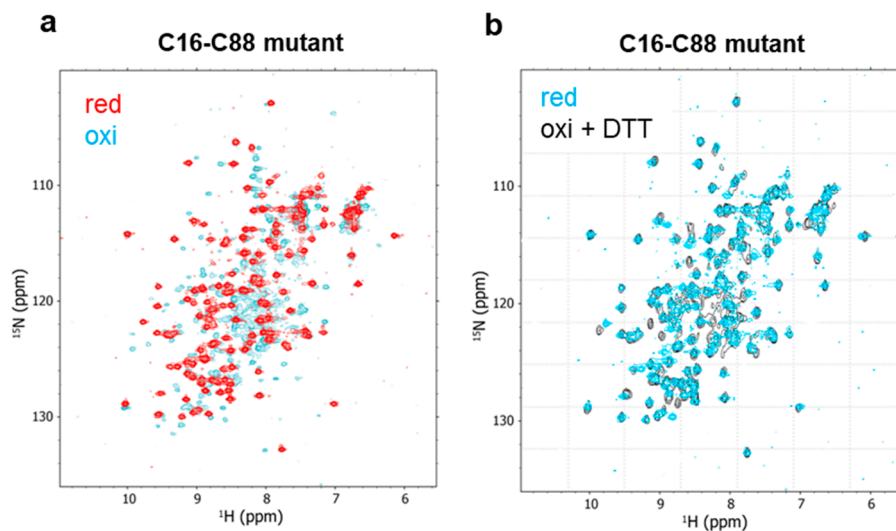 a
C16-C88 mutant
red
oxi
110
120
130
¹⁵N (ppm)
10 9 8 7 6
¹H (ppm)
b
C16-C88 mutant
red
oxi + DTT
110
120
130
¹⁵N (ppm)
10 9 8 7 6
¹H (ppm)